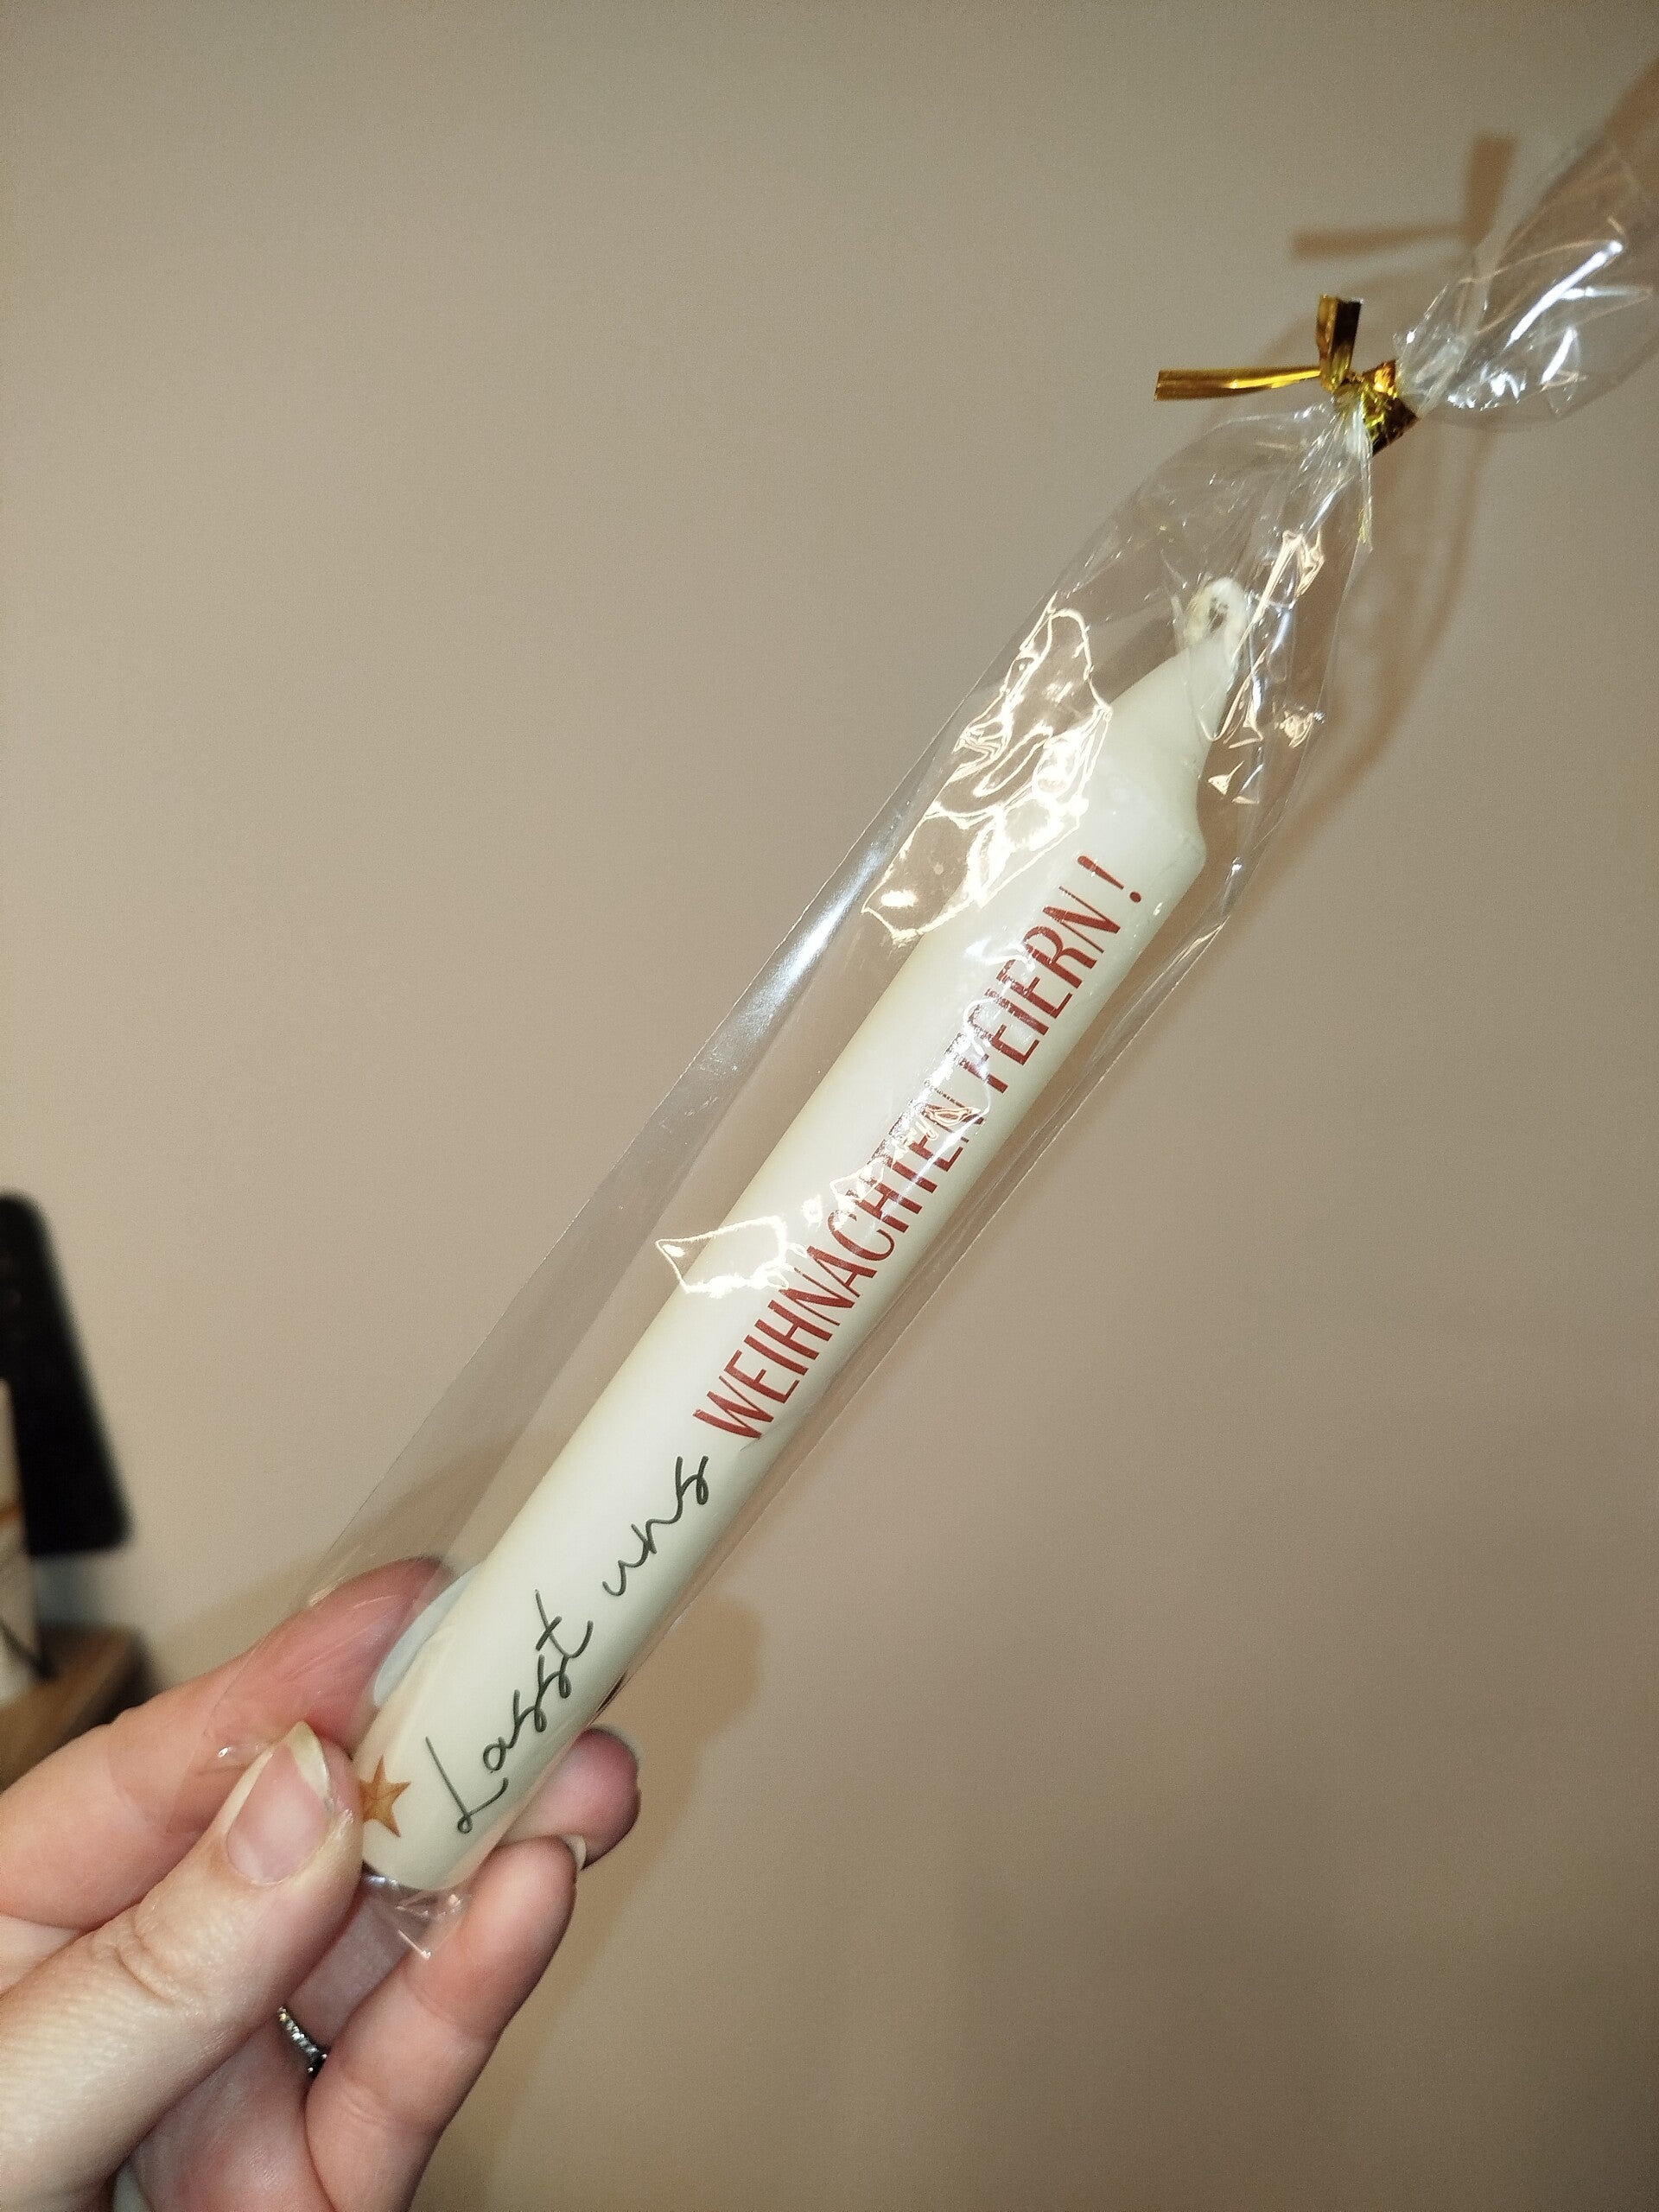 Lasst uns WEIHNACHTEN FEIERN!